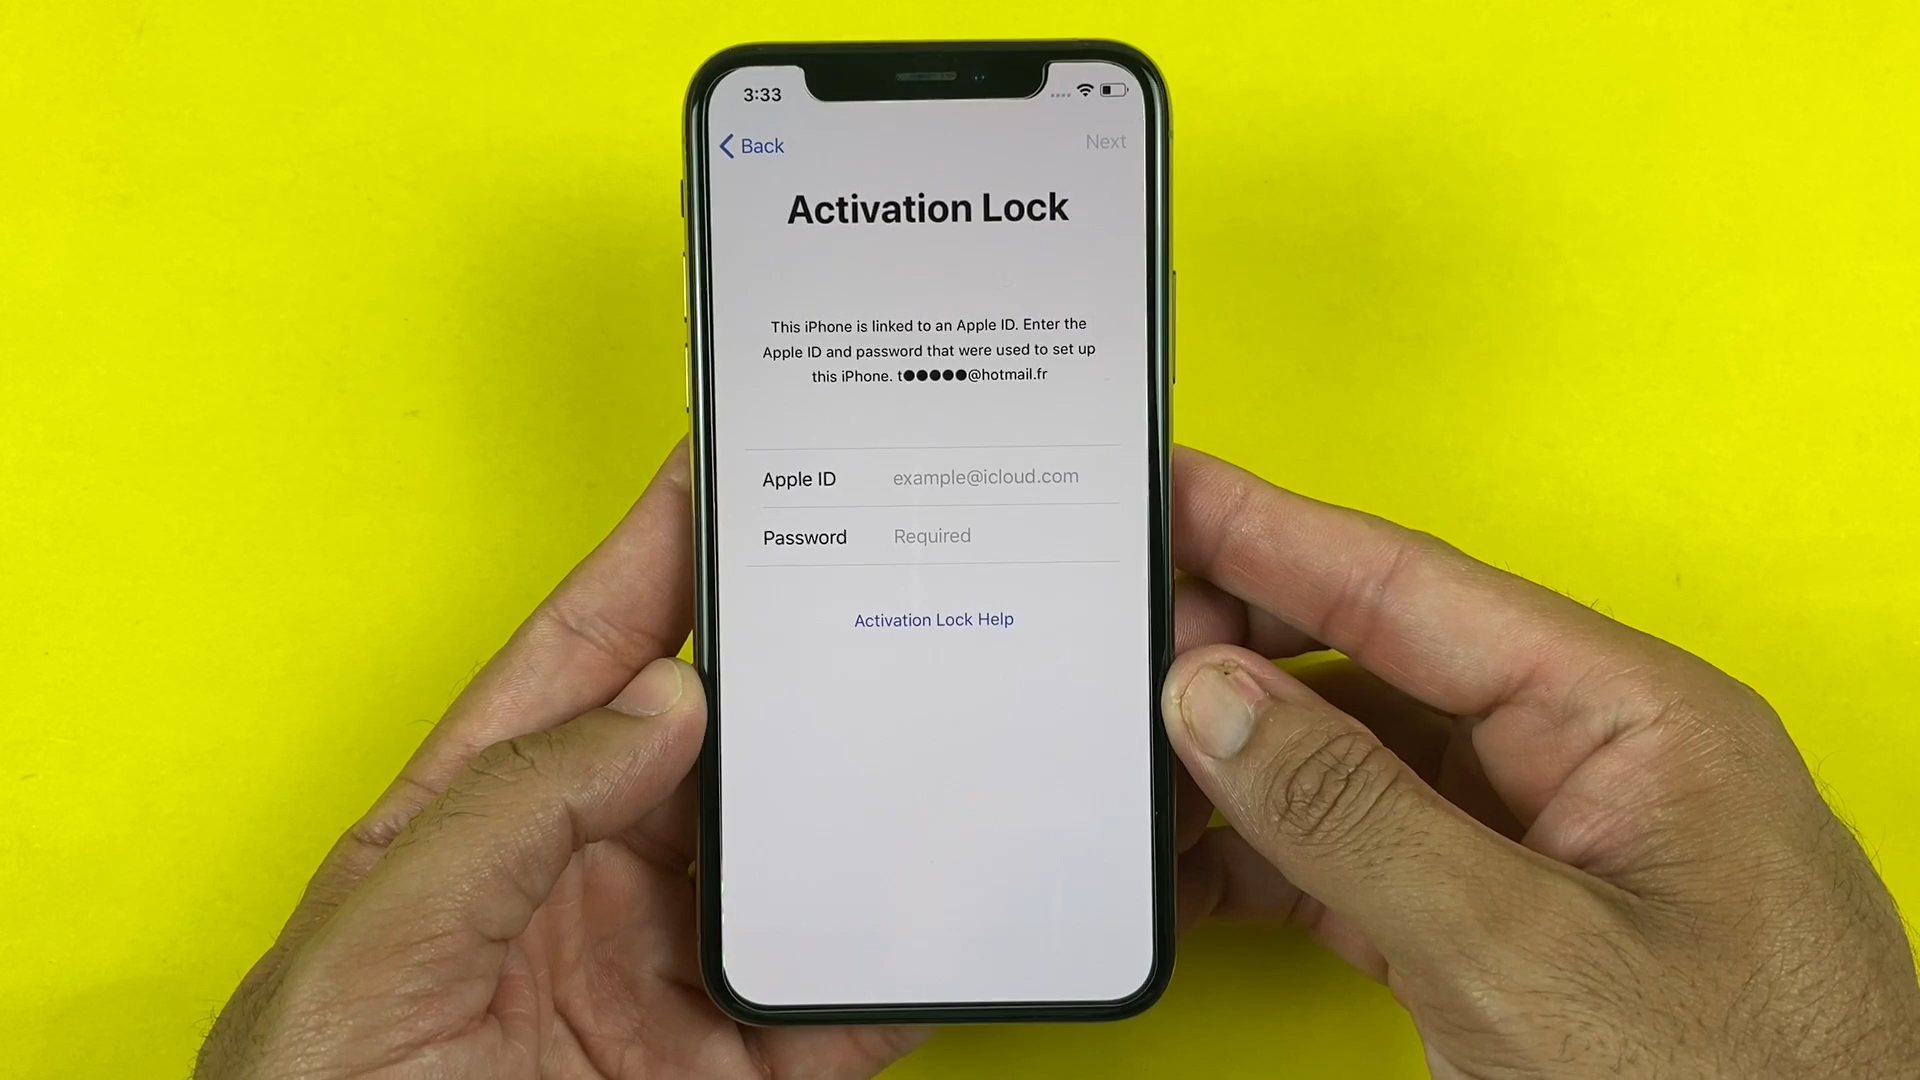 3:33
Back
Next
Activation Lock
This iPhone is linked to an Apple ID. Enter the
Apple ID and password that were used to set up
this iPhone. t●●●●●@hotmail.fr
Apple ID example@icloud.com
Password Required
Activation Lock Help